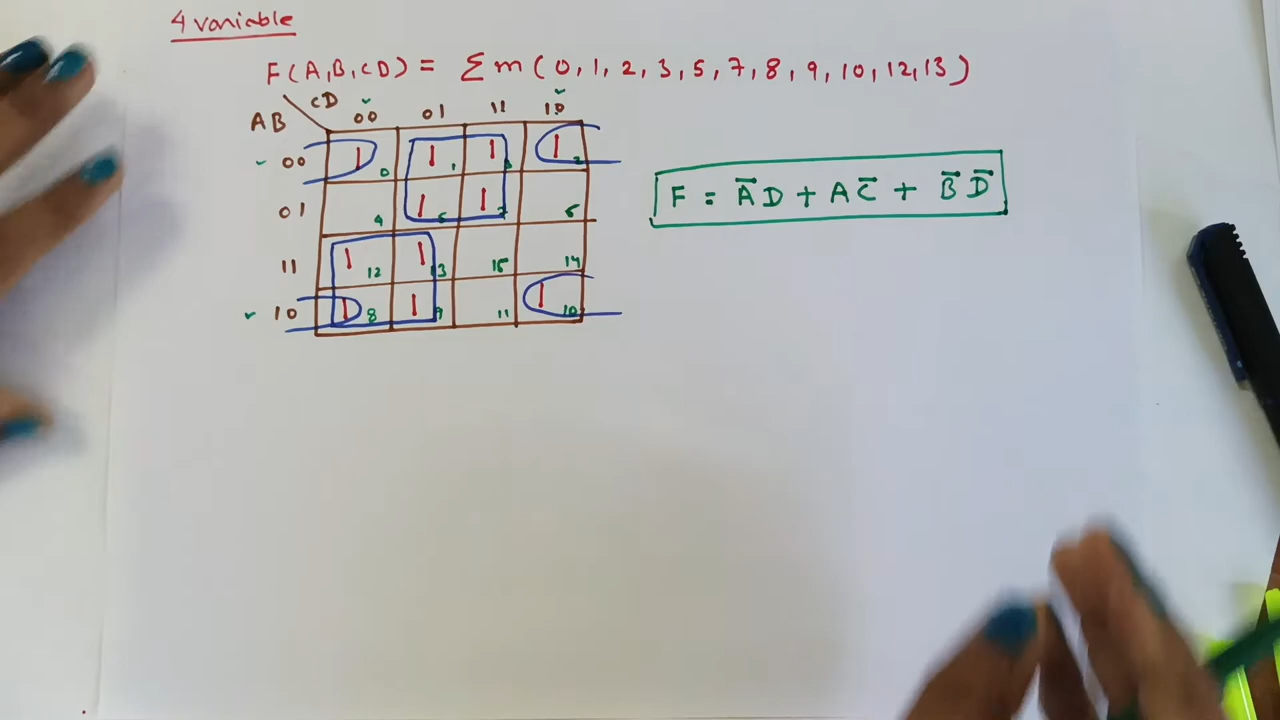 4 variable
F(A,B,CD) = Σm(0,1,2,3,5,7,8,9,10,12,13)
AB CD 00 01 11 10
00 1 0 1 1 1 3 1 2
F = A̅D + AC̅ + B̅D̅
01 4 1 5 1 7 6
11 1 12 1 13 15 14
10 1 8 1 9 11 1 10